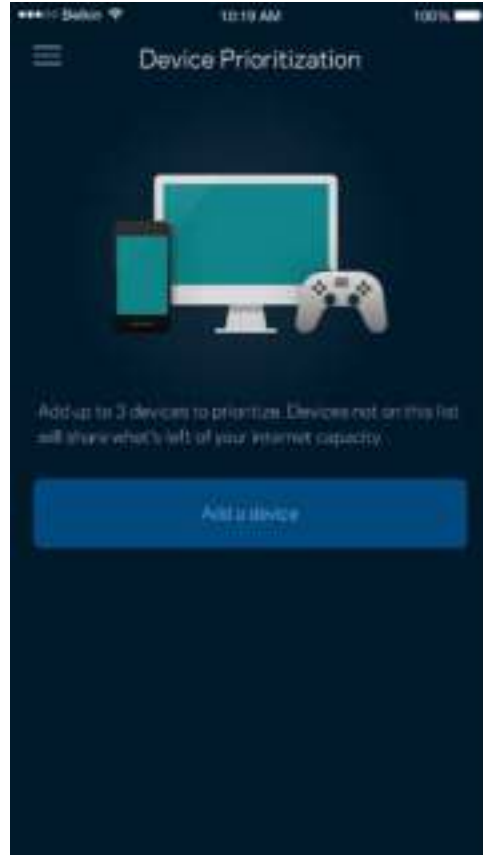 Belkin 10:19 AM 100%
Device Prioritization
Add up to 3 devices to prioritize. Devices not on this list
will share what's left of your Internet capacity.
Add a device